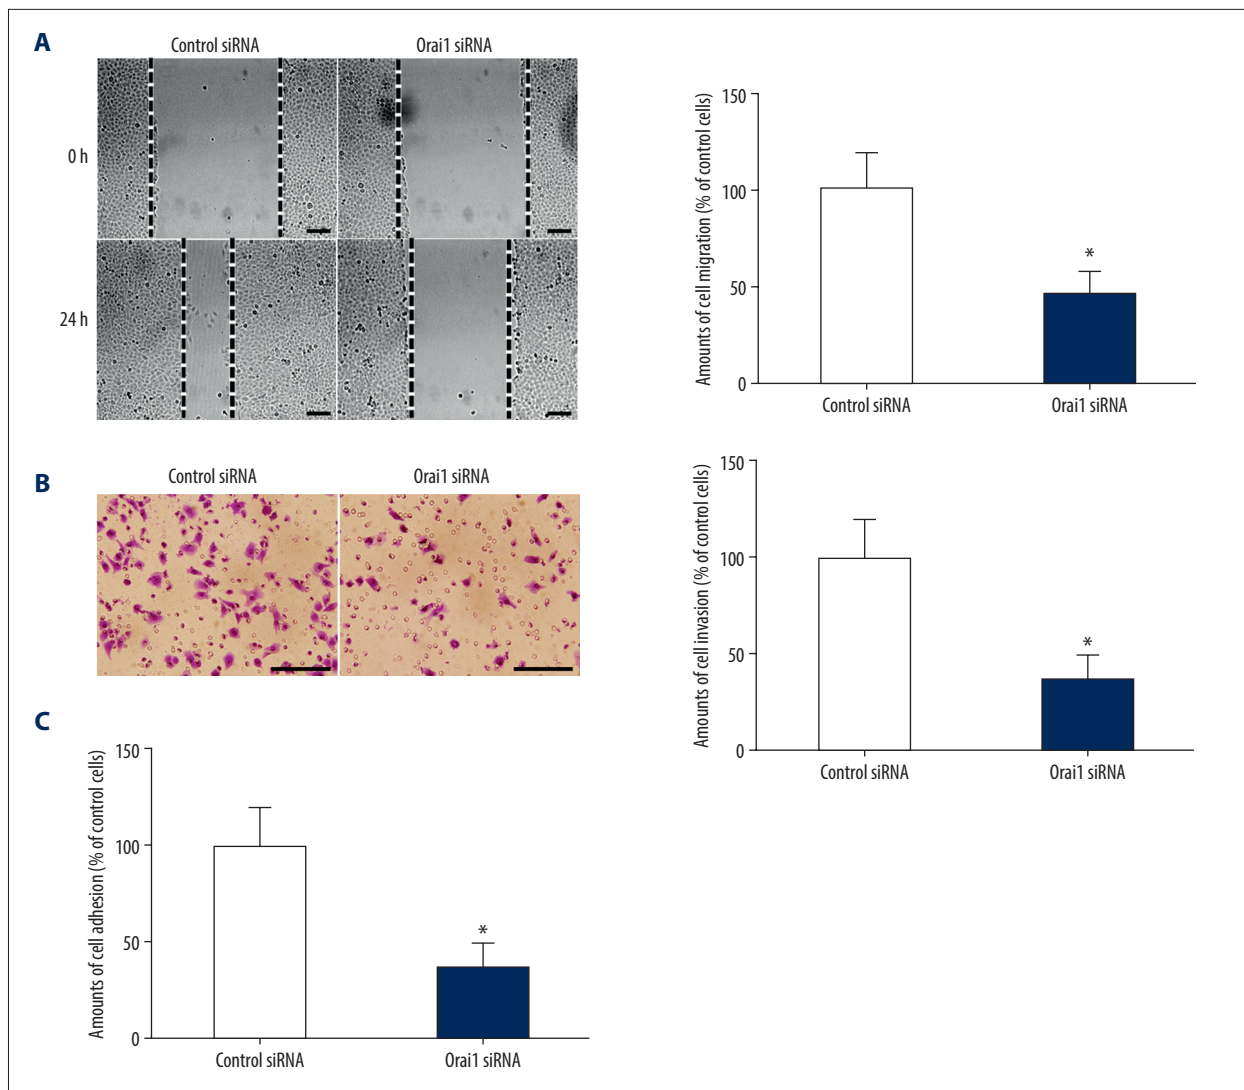 A
Control siRNA
Orai1 siRNA
0 h
24 h
Amounts of cell migration (% of control cells)
150
100
50
0
*
Control siRNA
Orai1 siRNA
B
Control siRNA
Orai1 siRNA
Amounts of cell invasion (% of control cells)
150
100
50
0
*
Control siRNA
Orai1 siRNA
C
Amounts of cell adhesion (% of control cells)
150
100
50
0
*
Control siRNA
Orai1 siRNA